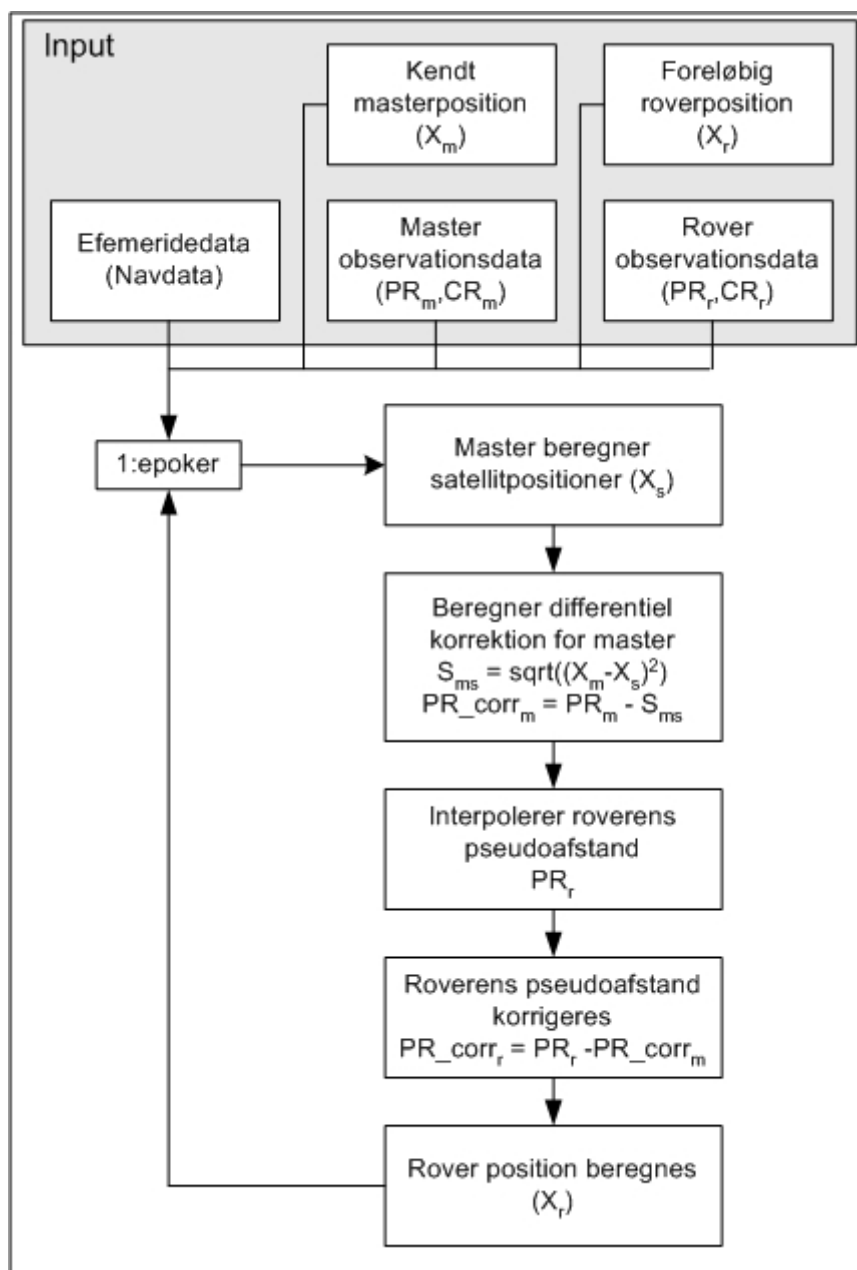 Input
Kendt
masterposition
(Xₘ)
Foreløbig
roverposition
(Xᵣ)
Efemeridedata
(Navdata)
Master
observationsdata
(PRₘ,CRₘ)
Rover
observationsdata
(PRᵣ,CRᵣ)
1:epoker
Master beregner
satellitpositioner (Xₛ)
Beregner differentiel
korrektion for master
Sₘₛ = sqrt((Xₘ-Xₛ)²)
PR_corrₘ = PRₘ - Sₘₛ
Interpolerer roverens
pseudoafstand
PRᵣ
Roverens pseudoafstand
korrigeres
PR_corrᵣ = PRᵣ -PR_corrₘ
Rover position beregnes
(Xᵣ)